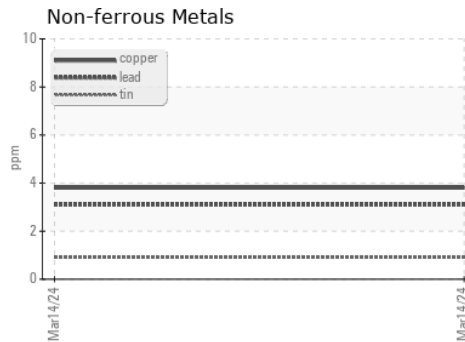 Non-ferrous Metals
10
copper
lead
tin
8
6
ppm
4
2
0
Mar14/24
Mar14/24